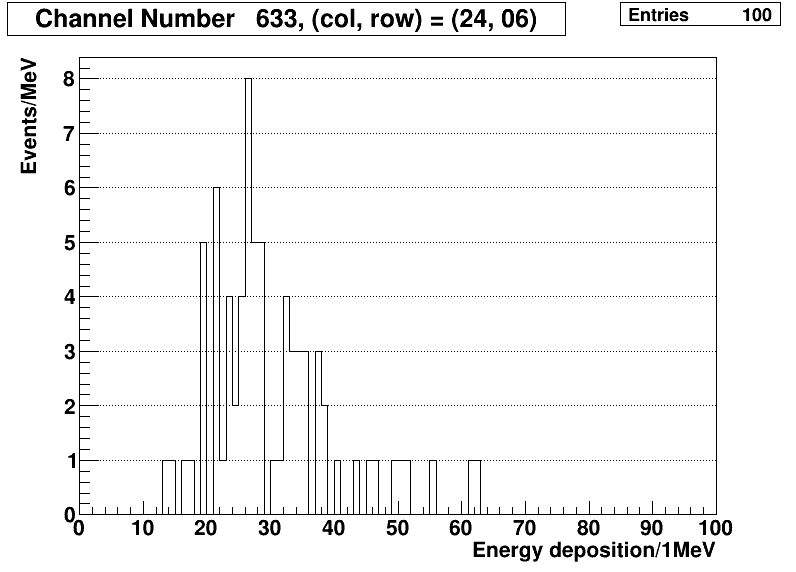 Channel Number 633, (col, row) = (24, 06)
Entries 100
Events/MeV
8
7
6
5
4
3
2
1
0
0 10 20 30 40 50 60 70 80 90 100
Energy deposition/1MeV